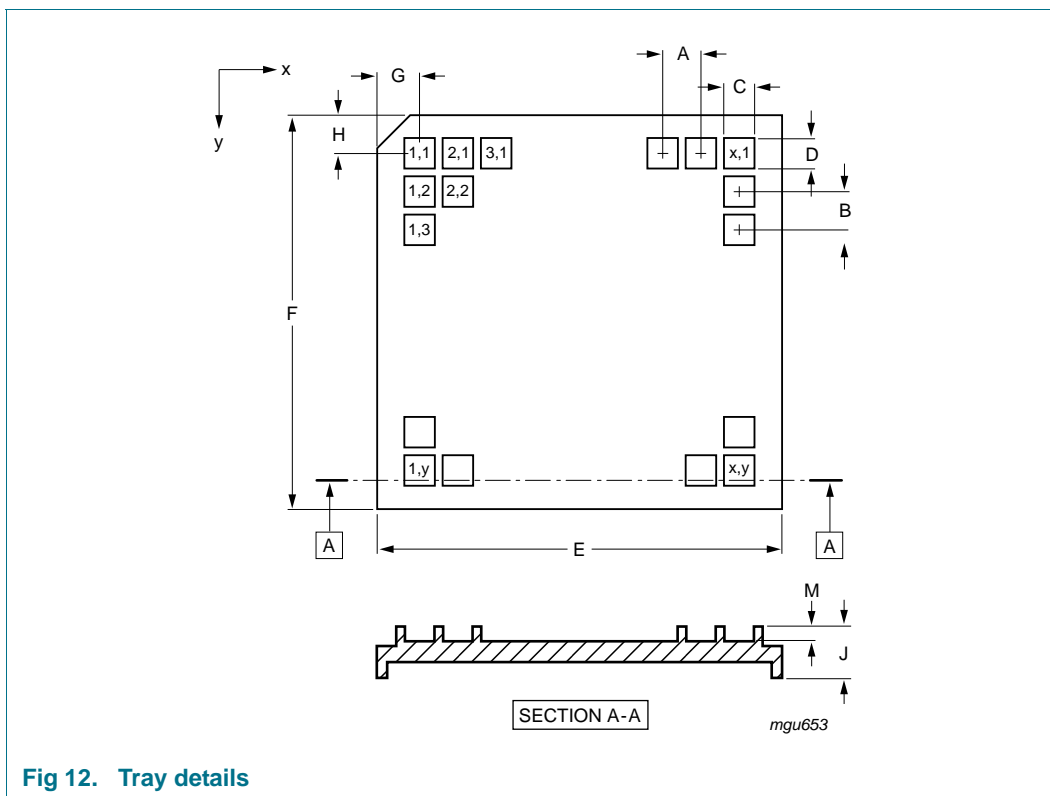 A
x
G
C
H
y
1,1 2,1 3,1 x,1
D
1,2 2,2
B
1,3
F
1,y x,y
A A
E
M
J
SECTION A-A
mgu653
Fig 12. Tray details